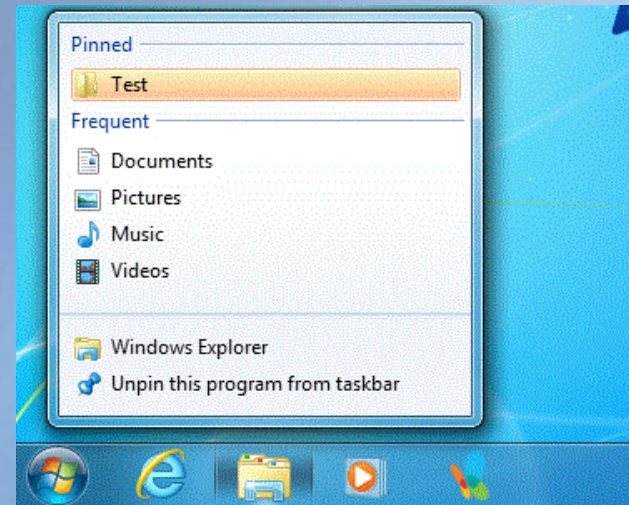 Pinned
Test
Frequent
Documents
Pictures
Music
Videos
Windows Explorer
Unpin this program from taskbar